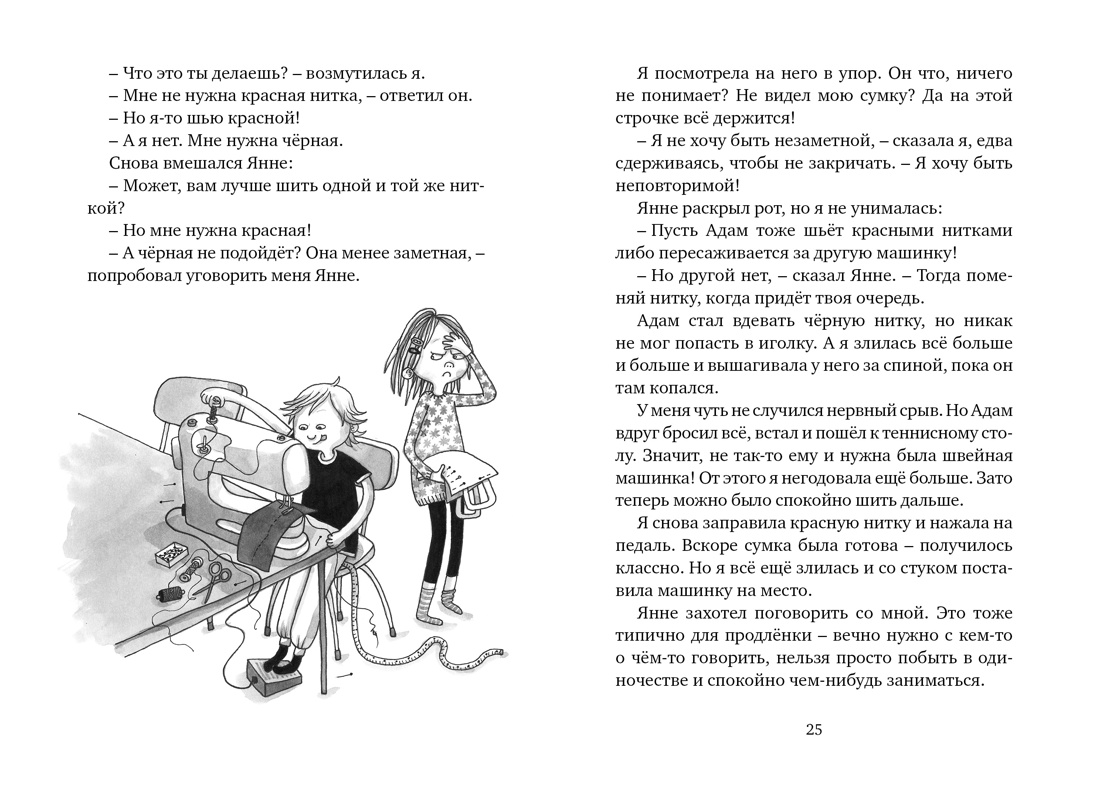 – Что это ты делаешь? – возмутилась я.
– Мне не нужна красная нитка, – ответил он.
– Но я-то шью красной!
– А я нет. Мне нужна чёрная.
Снова вмешался Янне:
– Может, вам лучше шить одной и той же нит-
кой?
– Но мне нужна красная!
– А чёрная не подойдёт? Она менее заметная, –
попробовал уговорить меня Янне.
Я посмотрела на него в упор. Он что, ничего
не понимает? Не видел мою сумку? Да на этой
строчке всё держится!
– Я не хочу быть незаметной, – сказала я, едва
сдерживаясь, чтобы не закричать. – Я хочу быть
неповторимой!
Янне раскрыл рот, но я не унималась:
– Пусть Адам тоже шьёт красными нитками
либо пересаживается за другую машинку!
– Но другой нет, – сказал Янне. – Тогда поме-
няй нитку, когда придёт твоя очередь.
Адам стал вдевать чёрную нитку, но никак
не мог попасть в иголку. А я злилась всё больше
и больше и вышагивала у него за спиной, пока он
там копался.
У меня чуть не случился нервный срыв. Но Адам
вдруг бросил всё, встал и пошёл к теннисному сто-
лу. Значит, не так-то ему и нужна была швейная
машинка! От этого я негодовала ещё больше. Зато
теперь можно было спокойно шить дальше.
Я снова заправила красную нитку и нажала на
педаль. Вскоре сумка была готова – получилось
классно. Но я всё ещё злилась и со стуком поста-
вила машинку на место.
Янне захотел поговорить со мной. Это тоже
типично для продлёнки – вечно нужно с кем-то
о чём-то говорить, нельзя просто побыть в оди-
ночестве и спокойно чем-нибудь заниматься.
25